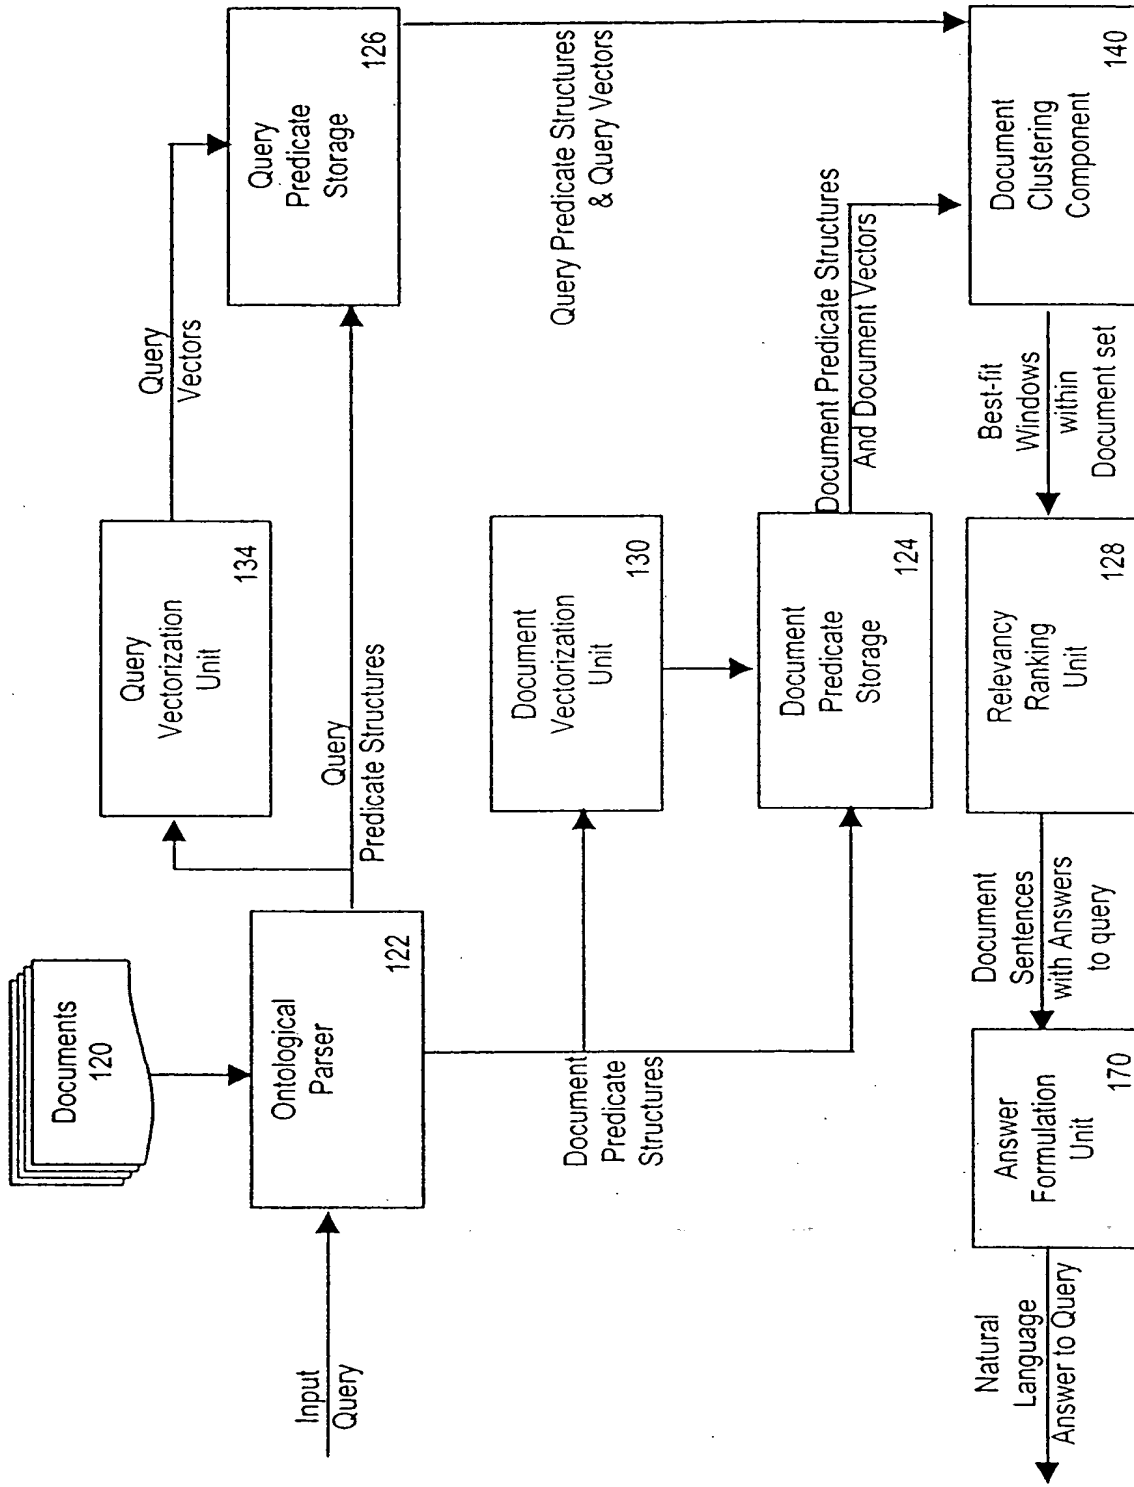 Documents
120
Input
Query
Ontological
Parser
122
Query
Vectorization
Unit
134
Query
Vectors
Query
Predicate Structures
Query
Predicate
Storage
126
Document
Predicate
Structures
Document
Vectorization
Unit
130
Document
Predicate
Storage
124
Query Predicate Structures
& Query Vectors
Document Predicate Structures
And Document Vectors
Document
Clustering
Component
140
Best-fit
Windows
within
Document set
Relevancy
Ranking
Unit
128
Document
Sentences
with Answers
to query
Answer
Formulation
Unit
170
Natural
Language
Answer to Query